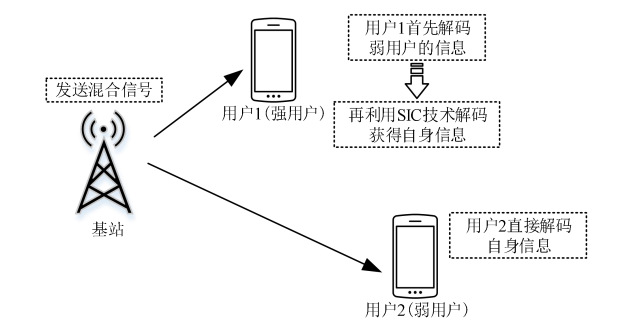 用户1首先解码
弱用户的信息
发送混合信号
用户1(强用户)
再利用SIC技术解码
获得自身信息
基站
用户2直接解码
自身信息
用户2(弱用户)